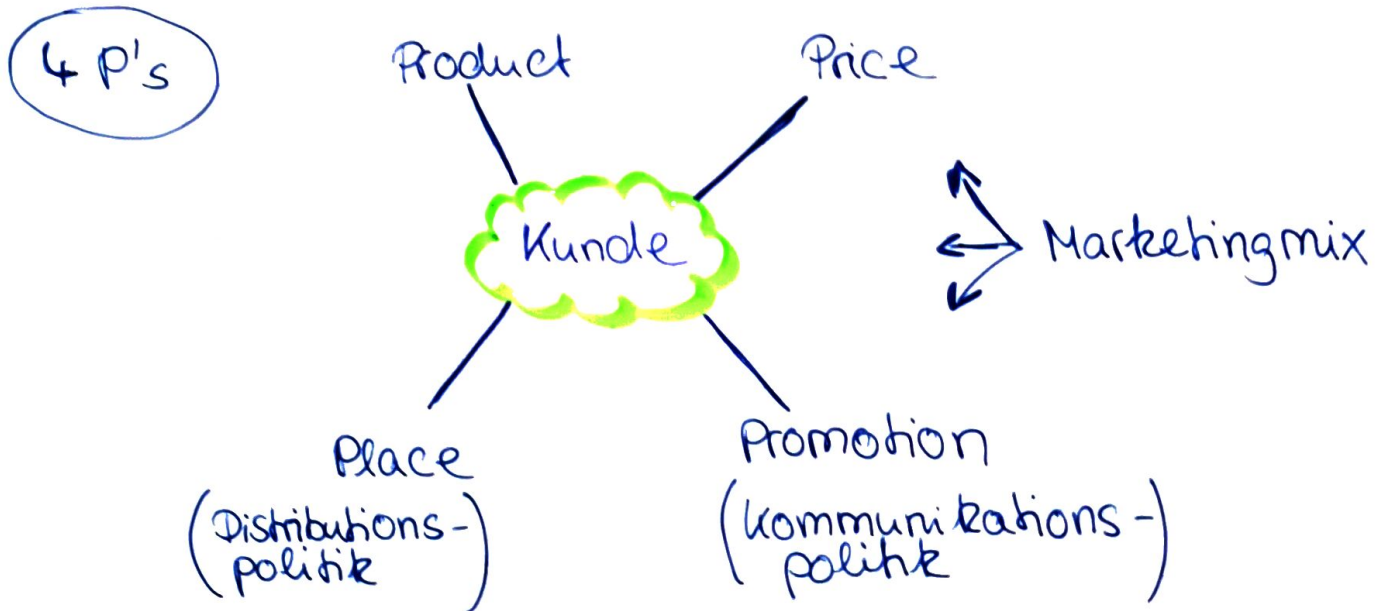 4 P's
Product
Price
Kunde
Marketingmix
Place
(Distributions-
politik)
Promotion
(Kommunikations-
politik)